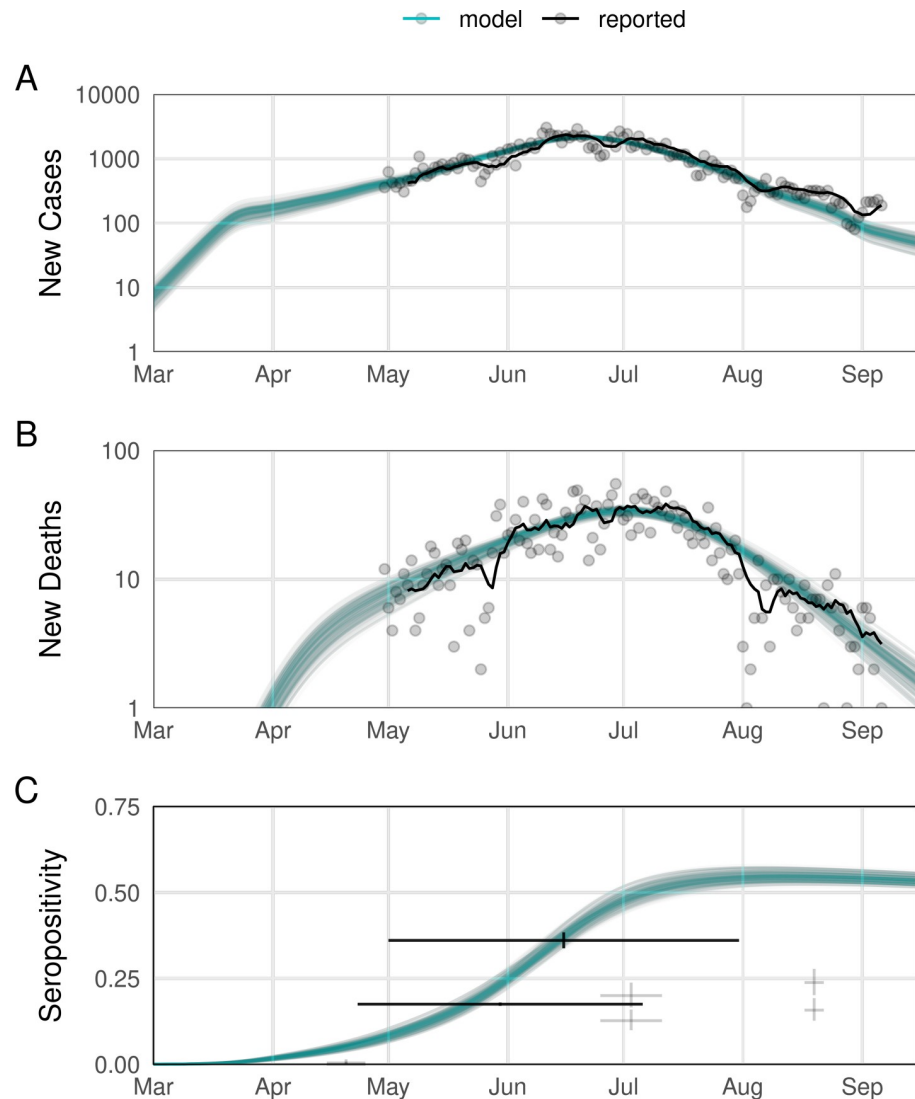 model reported
A
10000
1000
100
10
1
New Cases
Mar Apr May Jun Jul Aug Sep
B
100
10
1
New Deaths
Mar Apr May Jun Jul Aug Sep
C
0.75
0.50
0.25
0.00
Seropositivity
Mar Apr May Jun Jul Aug Sep